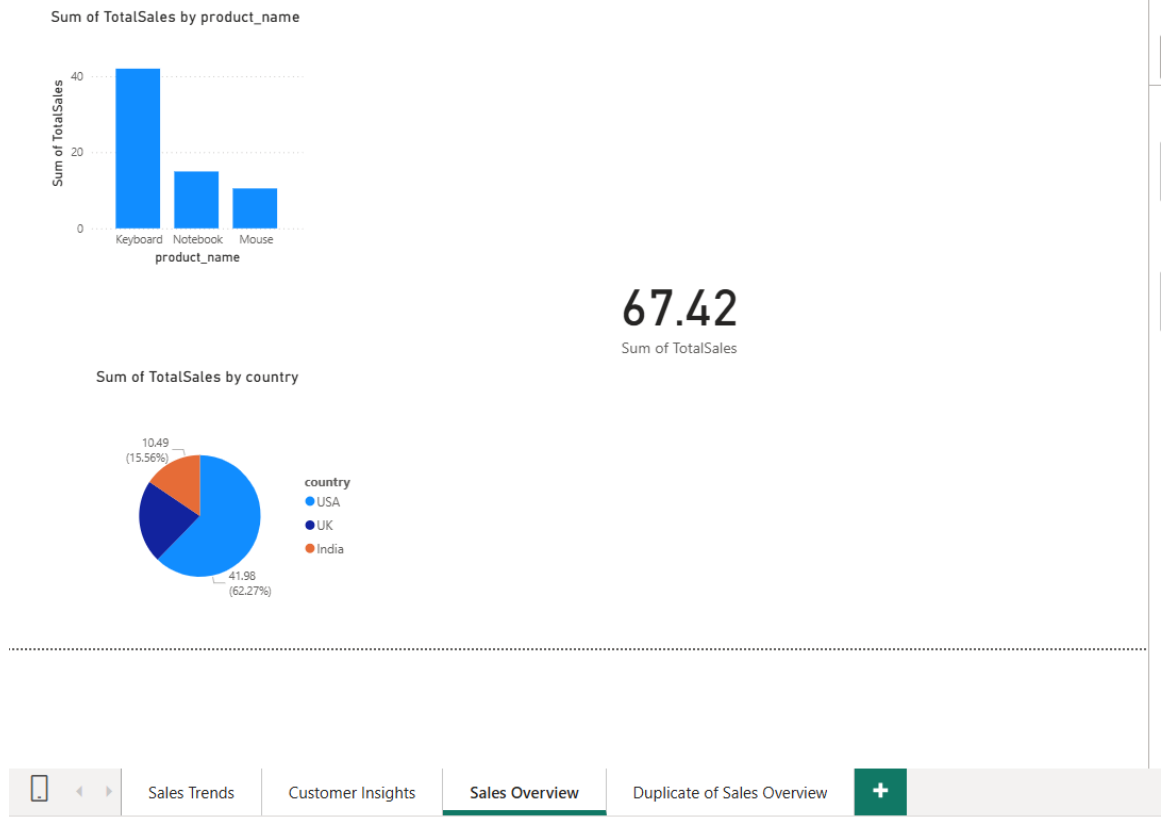 Sum of TotalSales by product_name
Sum of TotalSales
40
20
0
Keyboard Notebook Mouse
product_name
67.42
Sum of TotalSales
Sum of TotalSales by country
10.49
(15.56%)
country
USA
UK
India
41.98
(62.27%)
Sales Trends Customer Insights Sales Overview Duplicate of Sales Overview +